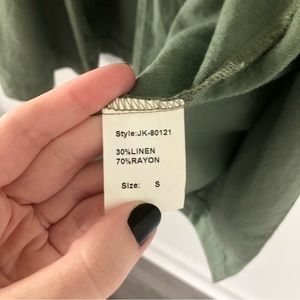 Style:JK-80121
30%LINEN
70%RAYON
Size: S